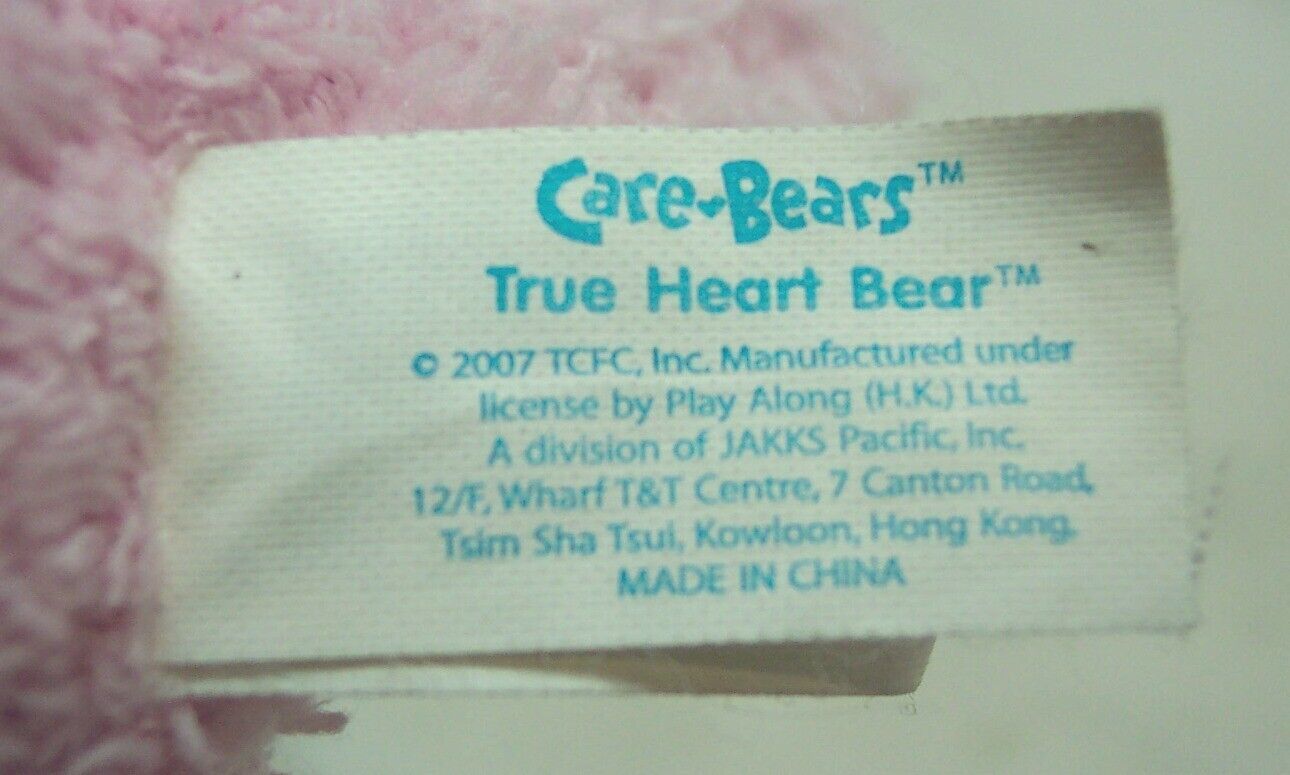 Care Bears™
True Heart Bear™
© 2007 TCFC, Inc. Manufactured under
license by Play Along (H.K.) Ltd.
A division of JAKKS Pacific, Inc.
12/F, Wharf T&T Centre, 7 Canton Road,
Tsim Sha Tsui, Kowloon, Hong Kong.
MADE IN CHINA